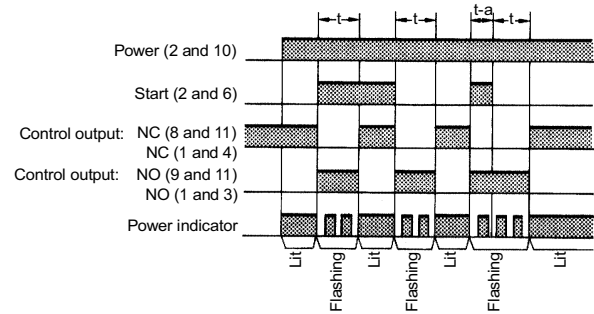 t t t-a t
Power (2 and 10)
Start (2 and 6)
Control output: NC (8 and 11)
NC (1 and 4)
Control output: NO (9 and 11)
NO (1 and 3)
Power indicator
Lit Flashing Lit Flashing Lit Flashing Lit